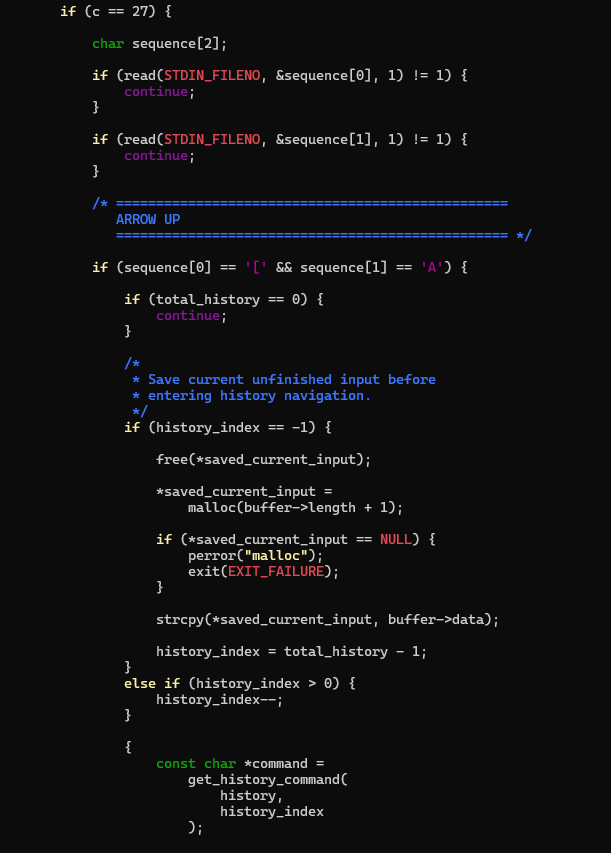 if (c == 27) {
char sequence[2];
if (read(STDIN_FILENO, &sequence[0], 1) != 1) {
continue;
}
if (read(STDIN_FILENO, &sequence[1], 1) != 1) {
continue;
}
/* =================================================
ARROW UP
================================================= */
if (sequence[0] == '[' && sequence[1] == 'A') {
if (total_history == 0) {
continue;
}
/*
* Save current unfinished input before
* entering history navigation.
*/
if (history_index == -1) {
free(*saved_current_input);
*saved_current_input =
malloc(buffer->length + 1);
if (*saved_current_input == NULL) {
perror("malloc");
exit(EXIT_FAILURE);
}
strcpy(*saved_current_input, buffer->data);
history_index = total_history - 1;
}
else if (history_index > 0) {
history_index--;
}
{
const char *command =
get_history_command(
history,
history_index
);